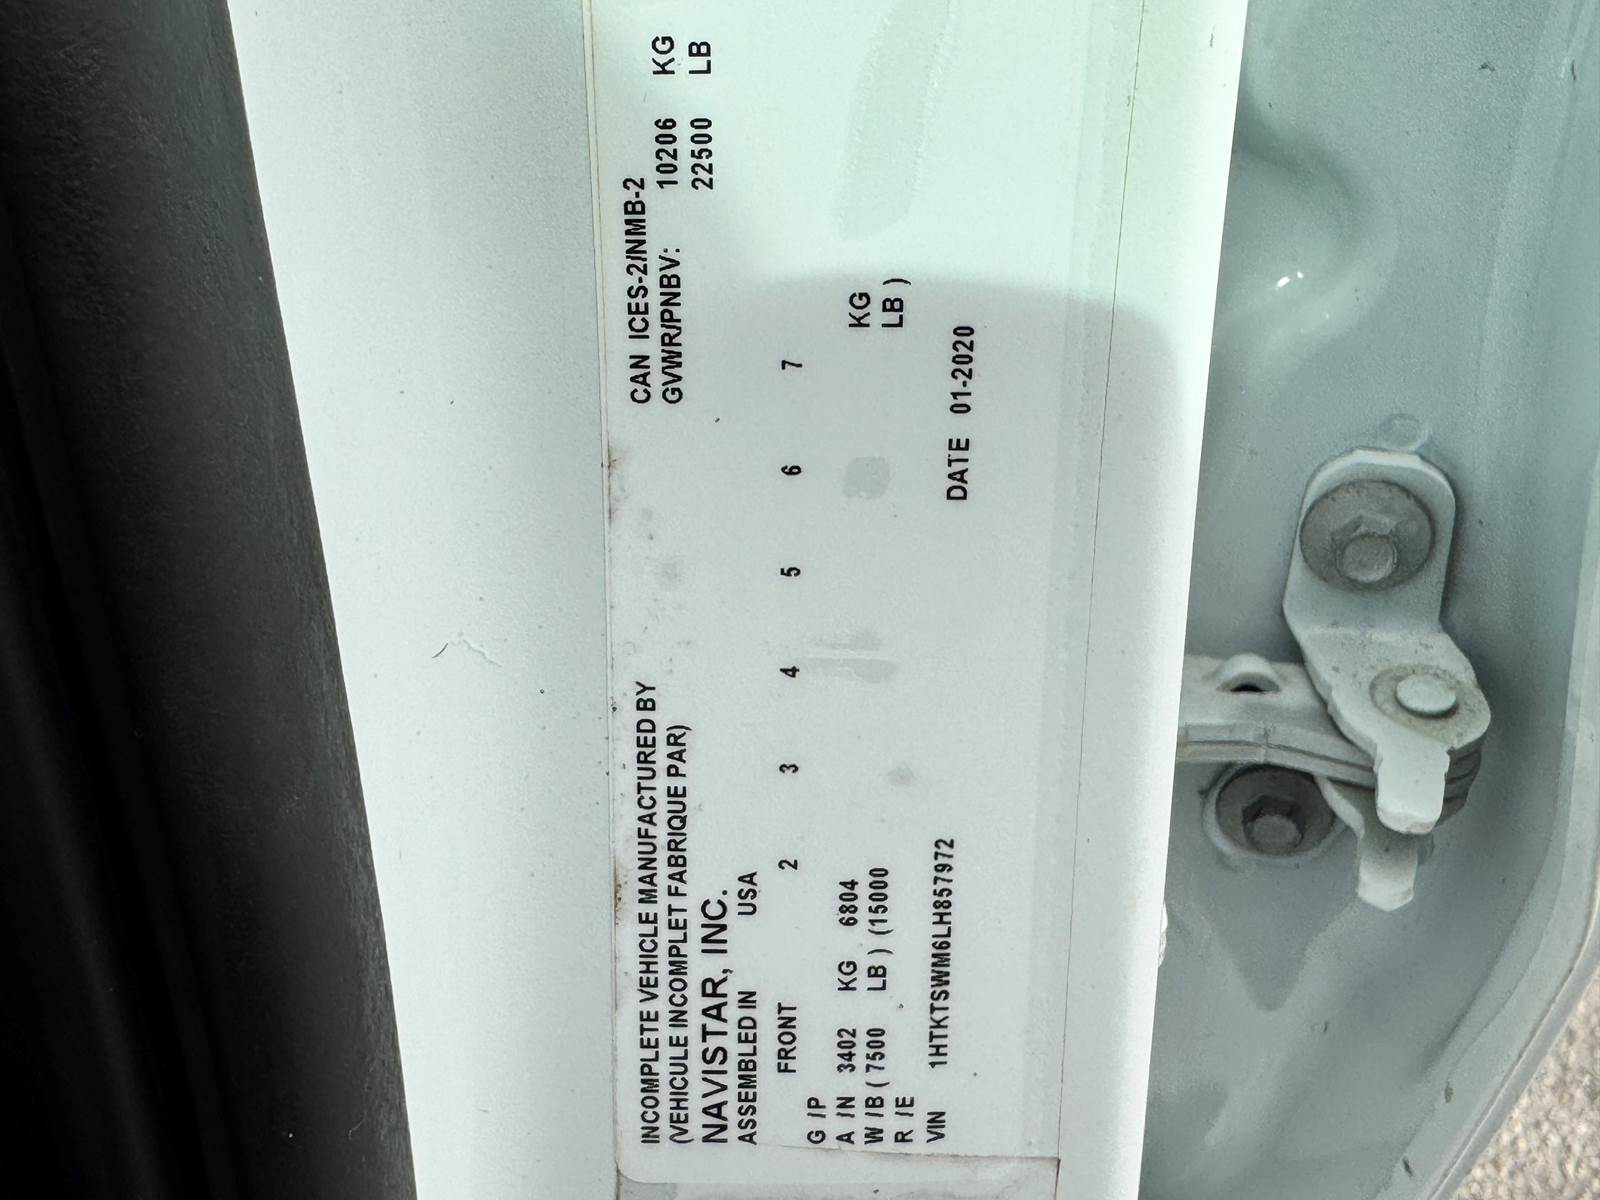 INCOMPLETE VEHICLE MANUFACTURED BY
(VEHICULE INCOMPLET FABRIQUE PAR)
NAVISTAR, INC.
ASSEMBLED IN USA
CAN ICES-2/NMB-2
GVWR/PNBV: 10206 KG
22500 LB
FRONT 2 3 4 5 6 7
G /P
A /N 3402 KG 6804 KG
W /B ( 7500 LB ) (15000 LB )
R /E
VIN 1HTKTSWM6LH857972 DATE 01-2020